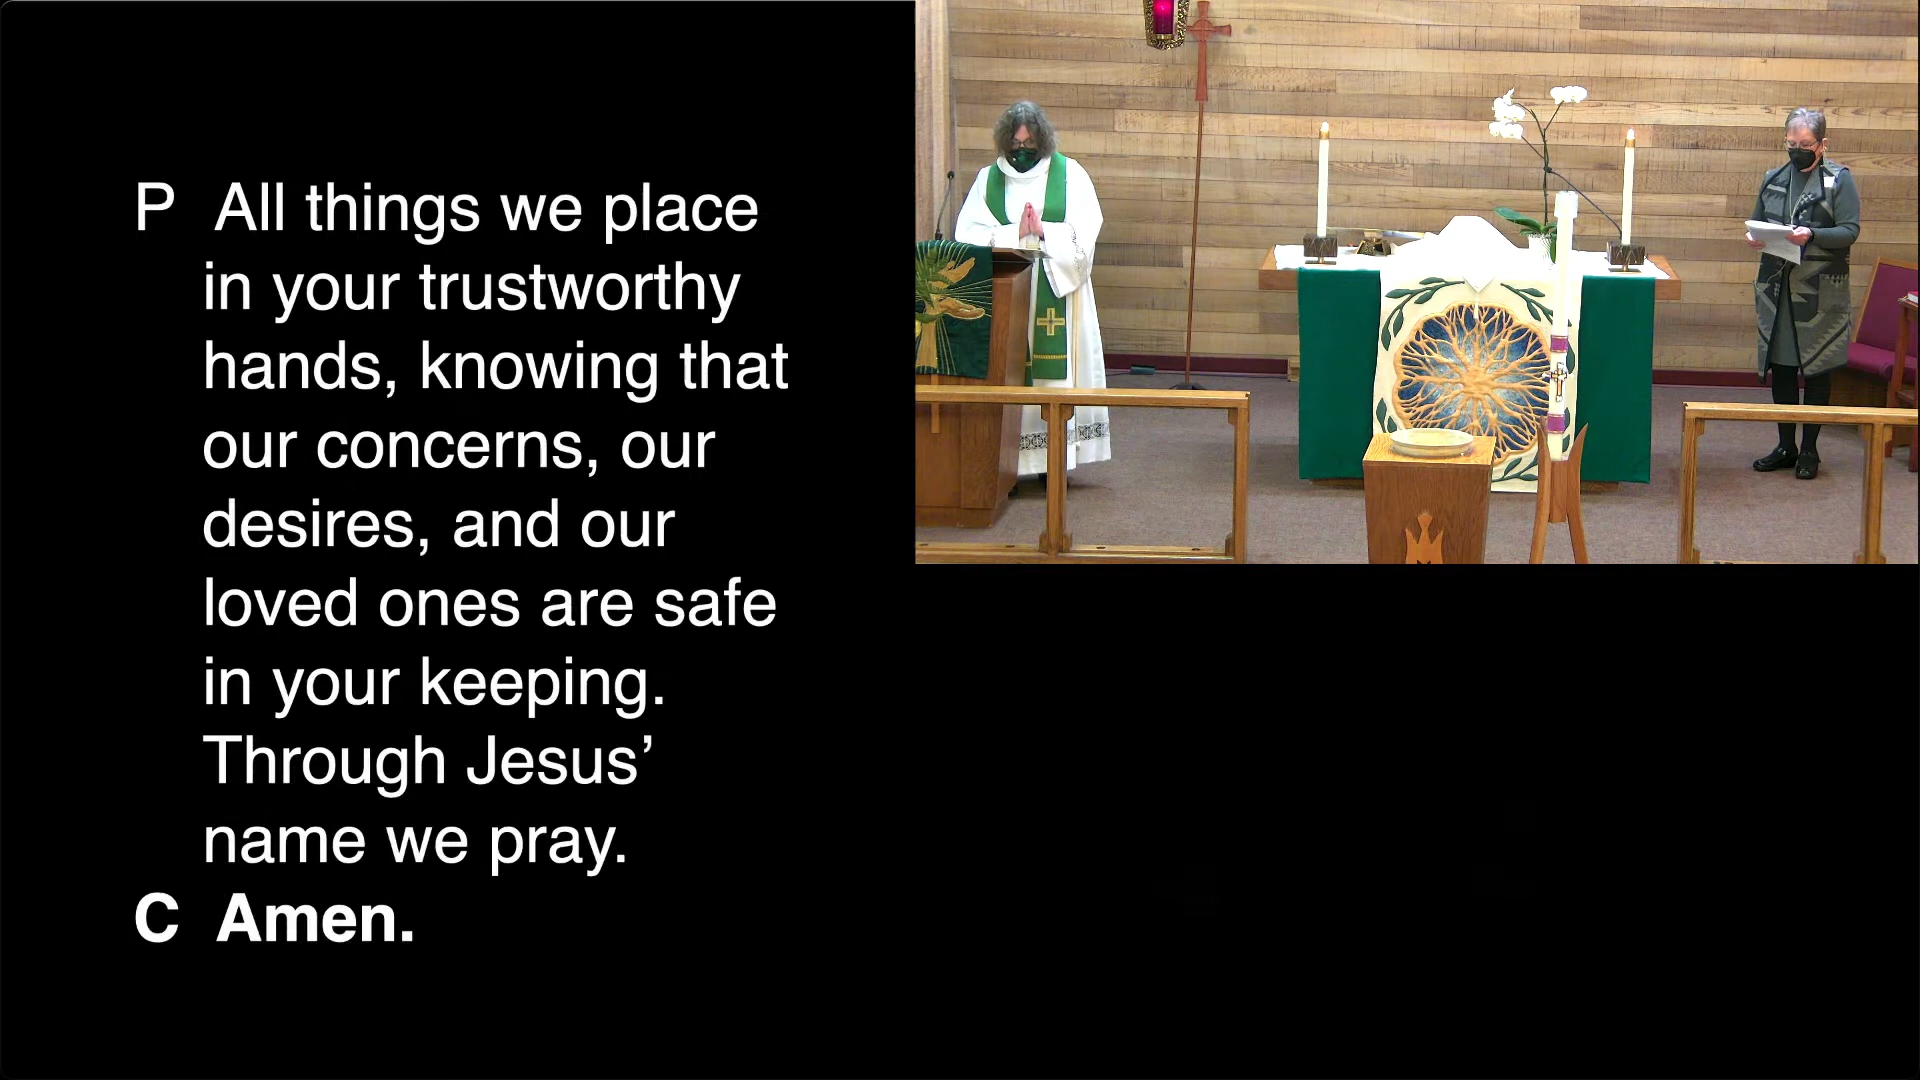 P All things we place
in your trustworthy
hands, knowing that
our concerns, our
desires, and our
loved ones are safe
in your keeping.
Through Jesus’
name we pray.
C Amen.